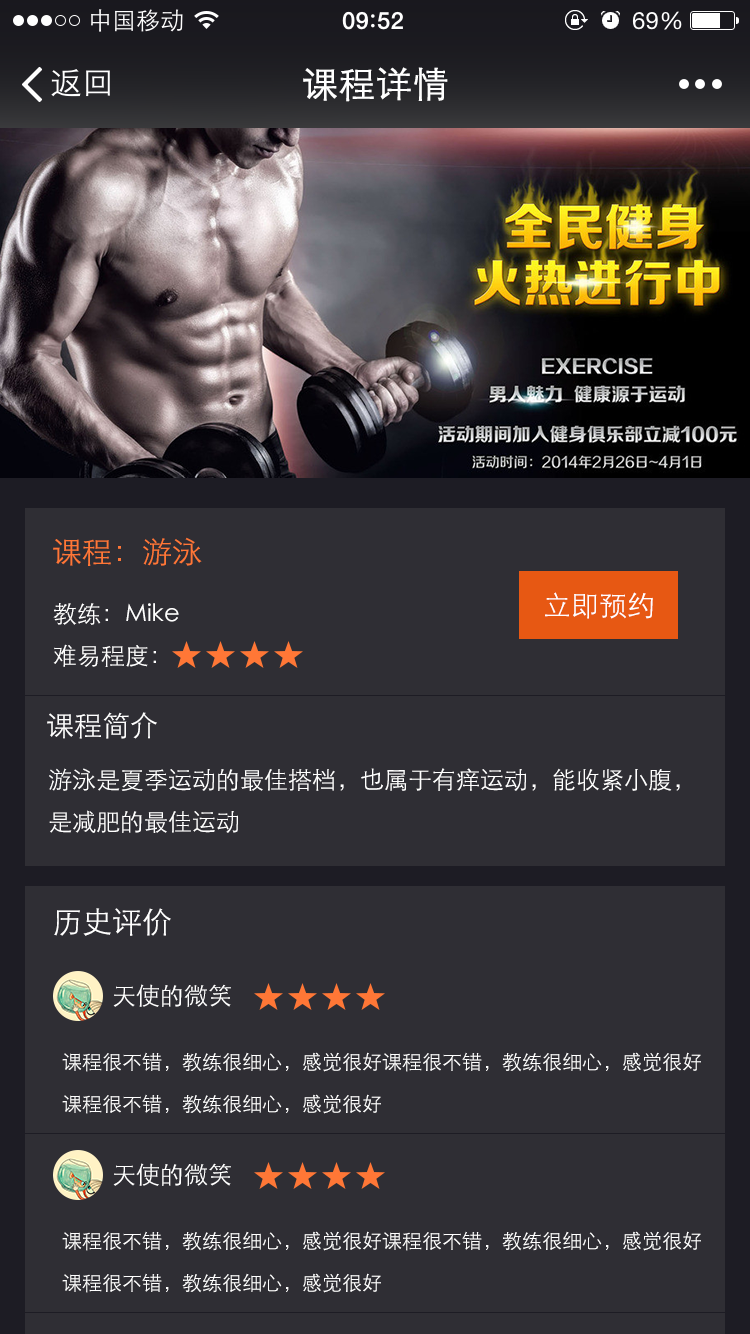 中国移动
09:52
69%
返回
课程详情
全民健身
火热进行中
EXERCISE
男人魅力 健康源于运动
活动期间加入健身俱乐部立减100元
活动时间：2014年2月26日~4月1日
课程：游泳
教练：Mike
立即预约
难易程度：
课程简介
游泳是夏季运动的最佳搭档，也属于有痒运动，能收紧小腹，
是减肥的最佳运动
历史评价
天使的微笑
课程很不错，教练很细心，感觉很好课程很不错，教练很细心，感觉很好
课程很不错，教练很细心，感觉很好
天使的微笑
课程很不错，教练很细心，感觉很好课程很不错，教练很细心，感觉很好
课程很不错，教练很细心，感觉很好